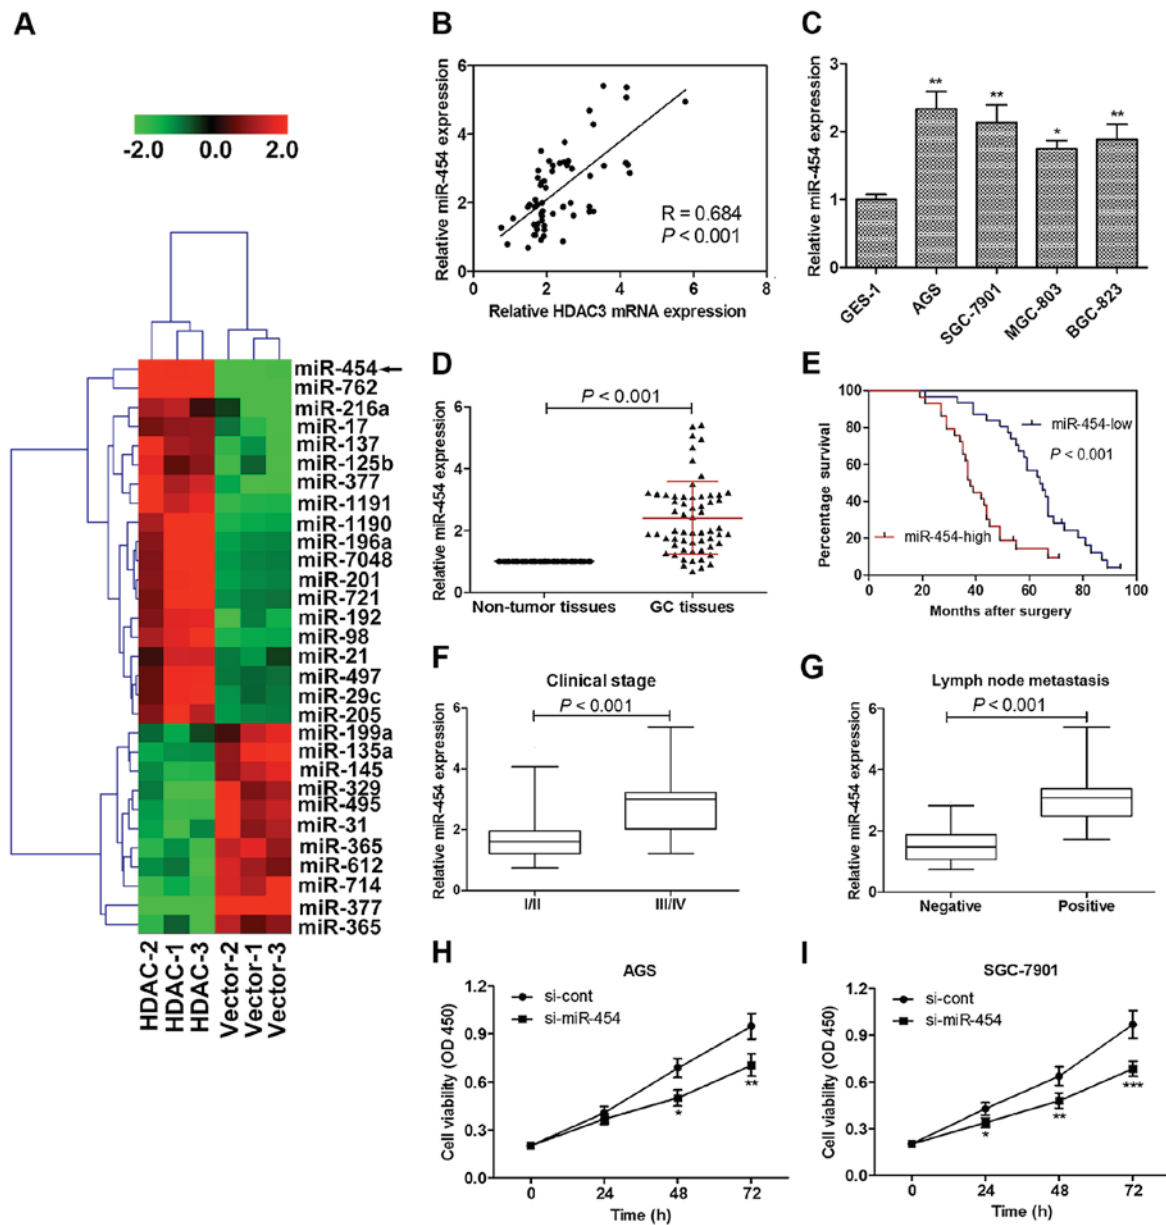 A
-2.0 0.0 2.0
miR-454
miR-762
miR-216a
miR-17
miR-137
miR-125b
miR-377
miR-1191
miR-1190
miR-196a
miR-7048
miR-201
miR-721
miR-192
miR-98
miR-21
miR-497
miR-29c
miR-205
miR-199a
miR-135a
miR-145
miR-329
miR-495
miR-31
miR-365
miR-612
miR-714
miR-377
miR-365
HDAC-2
HDAC-1
HDAC-3
Vector-2
Vector-1
Vector-3
B
Relative miR-454 expression
6
4
2
0
R = 0.684
P < 0.001
0 2 4 6 8
Relative HDAC3 mRNA expression
C
Relative miR-454 expression
3
2
1
0
** ** * **
GES-1
AGS
SGC-7901
MGC-803
BGC-823
D
P < 0.001
Relative miR-454 expression
6
4
2
0
Non-tumor tissues GC tissues
E
Percentage survival
100
80
60
40
20
0
miR-454-low
P < 0.001
miR-454-high
0 20 40 60 80 100
Months after surgery
F
Clinical stage
P < 0.001
Relative miR-454 expression
6
4
2
0
I/II III/IV
G
Lymph node metastasis
P < 0.001
Relative miR-454 expression
6
4
2
0
Negative Positive
H
AGS
Cell viability (OD 450)
1.2
0.9
0.6
0.3
0.0
si-cont
si-miR-454
* **
0 24 48 72
Time (h)
I
SGC-7901
Cell viability (OD 450)
1.2
0.9
0.6
0.3
0.0
si-cont
si-miR-454
* ** ***
0 24 48 72
Time (h)